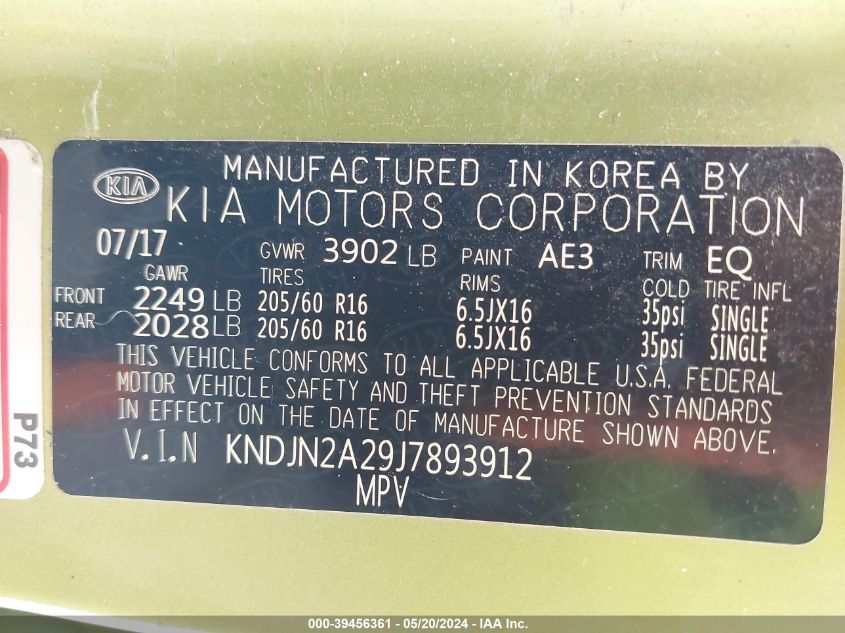 MANUFACTURED IN KOREA BY
KIA KIA MOTORS CORPORATION
07/17 GVWR 3902 LB PAINT AE3 TRIM EQ
GAWR TIRES RIMS COLD TIRE INFL
FRONT 2249 LB 205/60 R16 6.5JX16 35psi SINGLE
REAR 2028 LB 205/60 R16 6.5JX16 35psi SINGLE
THIS VEHICLE CONFORMS TO ALL APPLICABLE U.S.A. FEDERAL
MOTOR VEHICLE SAFETY AND THEFT PREVENTION STANDARDS
IN EFFECT ON THE DATE OF MANUFACTURE SHOWN ABOVE.
V.I.N KNDJN2A29J7893912
MPV
P73
000-39456361 - 05/20/2024 - IAA Inc.